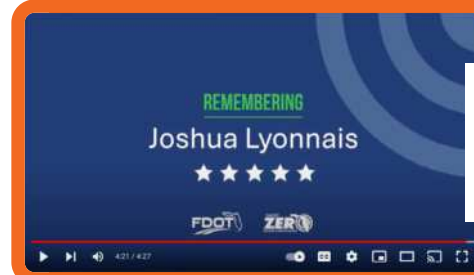 REMEMBERING
Joshua Lyonnais
FDOT
ZERO
4:21 / 4:27